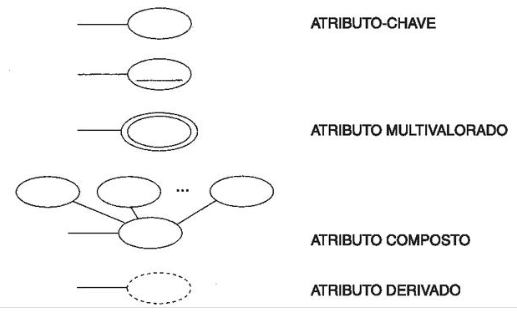 ATRIBUTO-CHAVE
ATRIBUTO MULTIVALORADO
...
ATRIBUTO COMPOSTO
ATRIBUTO DERIVADO